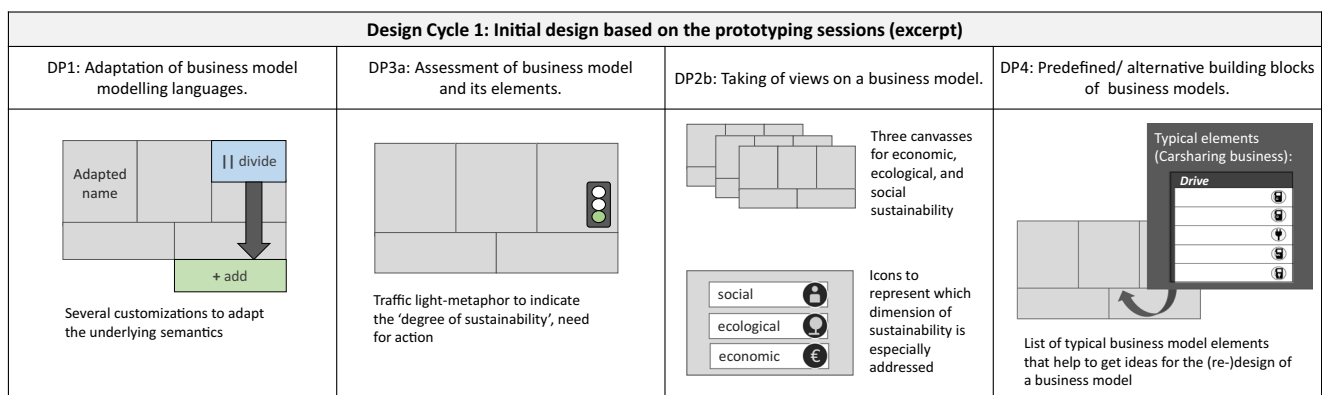 Design Cycle 1: Initial design based on the prototyping sessions (excerpt)
DP1: Adaptation of business model
modelling languages.
DP3a: Assessment of business model
and its elements.
DP2b: Taking of views on a business model.
DP4: Predefined/ alternative building blocks
of business models.
Adapted
name
|| divide
+ add
Several customizations to adapt
the underlying semantics
Traffic light-metaphor to indicate
the ‘degree of sustainability’, need
for action
Three canvasses
for economic,
ecological, and
social
sustainability
social
ecological
economic
€
Icons to
represent which
dimension of
sustainability is
especially
addressed
Typical elements
(Carsharing business):
Drive
List of typical business model elements
that help to get ideas for the (re-)design of
a business model